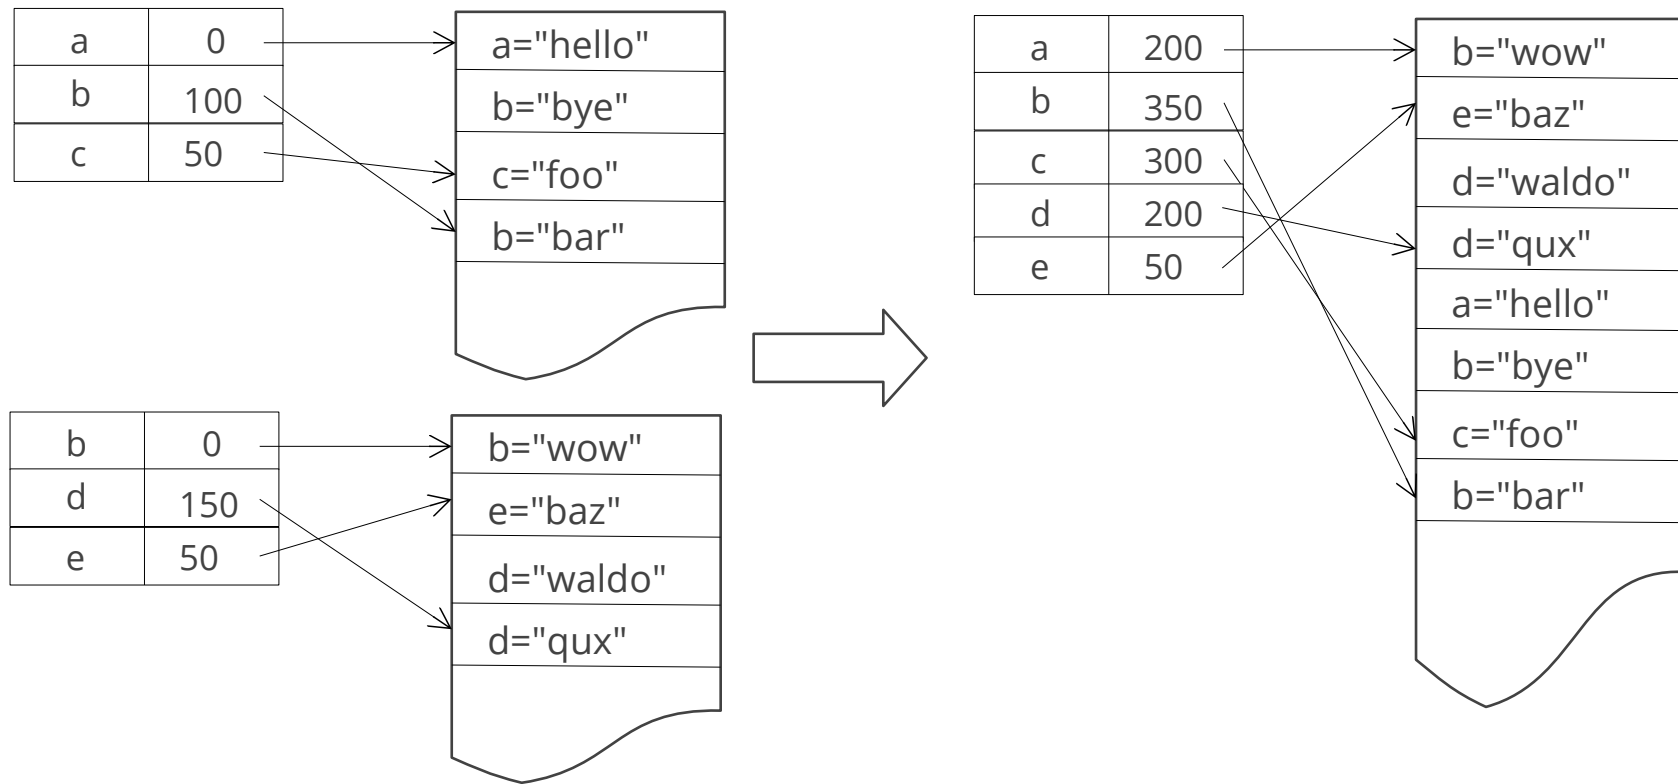 a 0
b 100
c 50
a="hello"
b="bye"
c="foo"
b="bar"
b 0
d 150
e 50
b="wow"
e="baz"
d="waldo"
d="qux"
a 200
b 350
c 300
d 200
e 50
b="wow"
e="baz"
d="waldo"
d="qux"
a="hello"
b="bye"
c="foo"
b="bar"